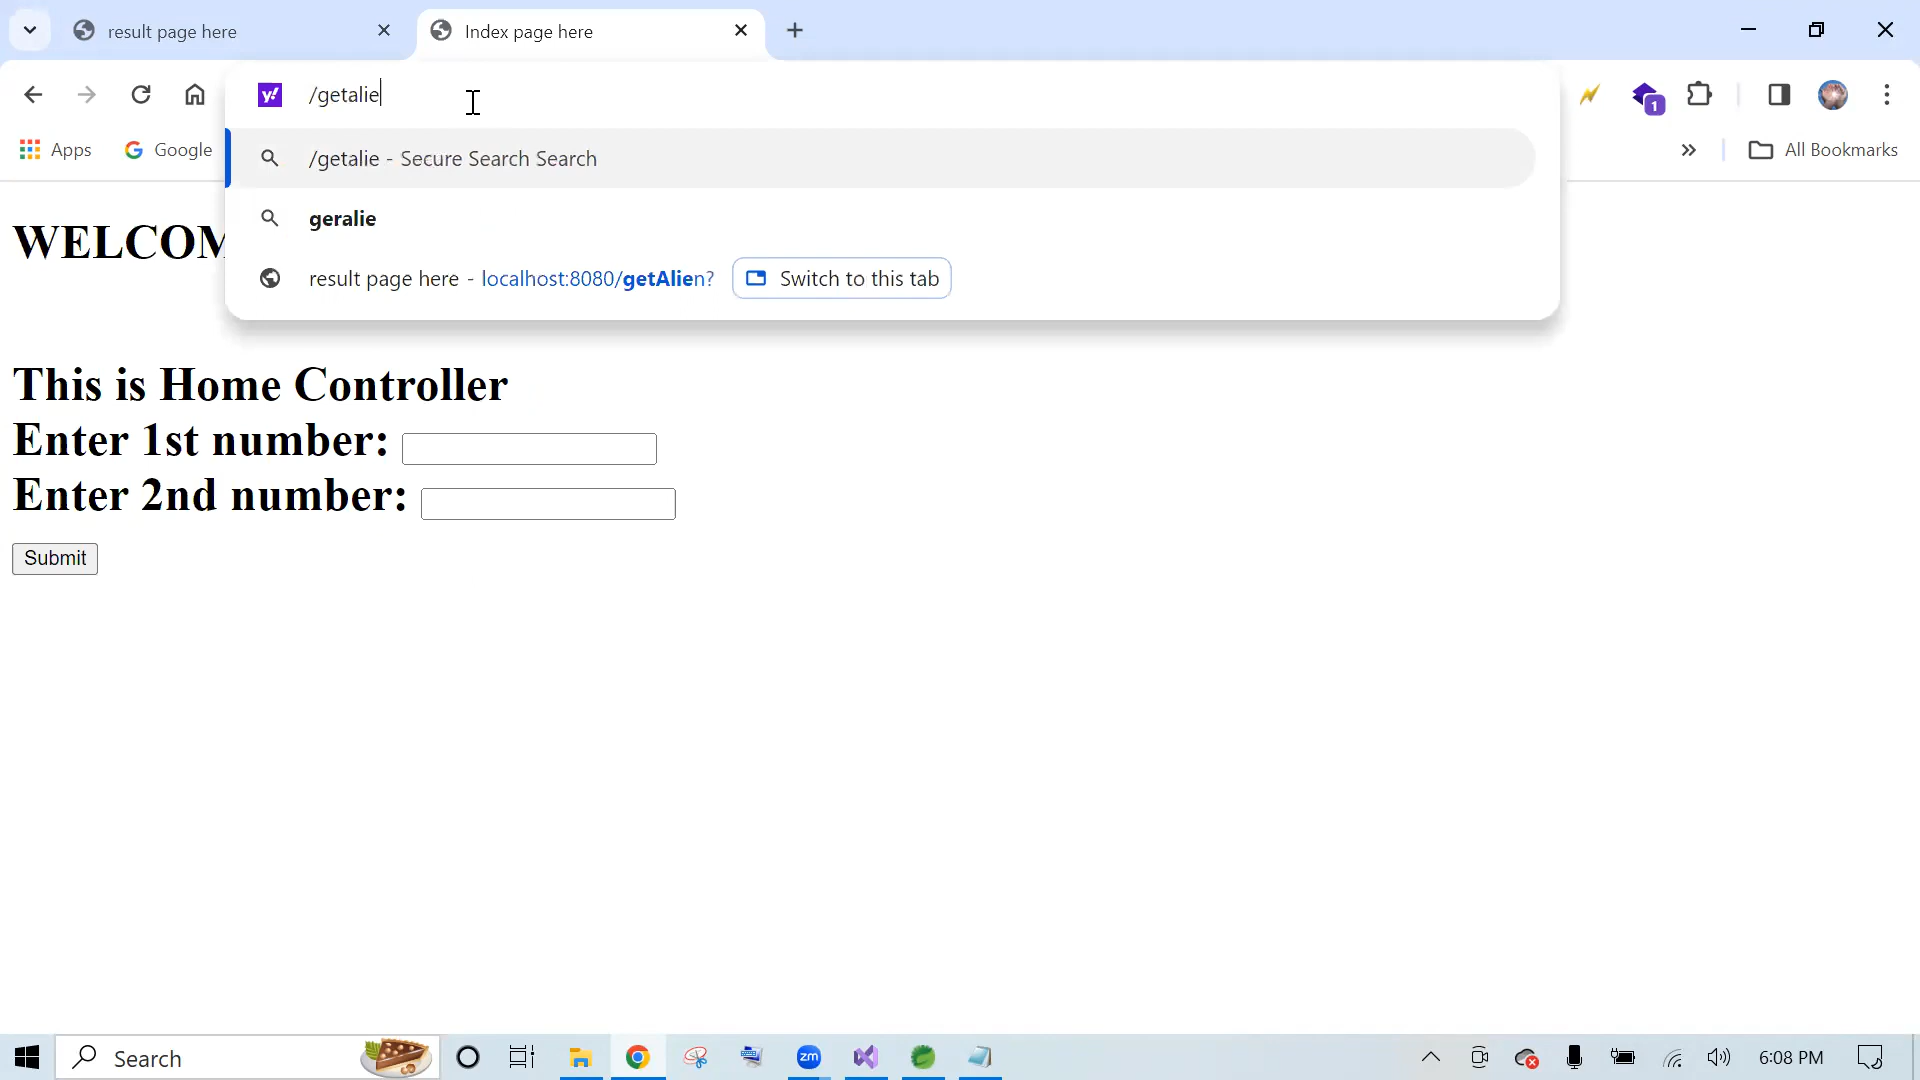 result page here
Index page here
y!
/getalie
1
Apps
Google
»
All Bookmarks
/getalie - Secure Search Search
geralie
result page here - localhost:8080/getAlien?
Switch to this tab
WELCOM
This is Home Controller
Enter 1st number:
Enter 2nd number:
Submit
Search
zm
6:08 PM